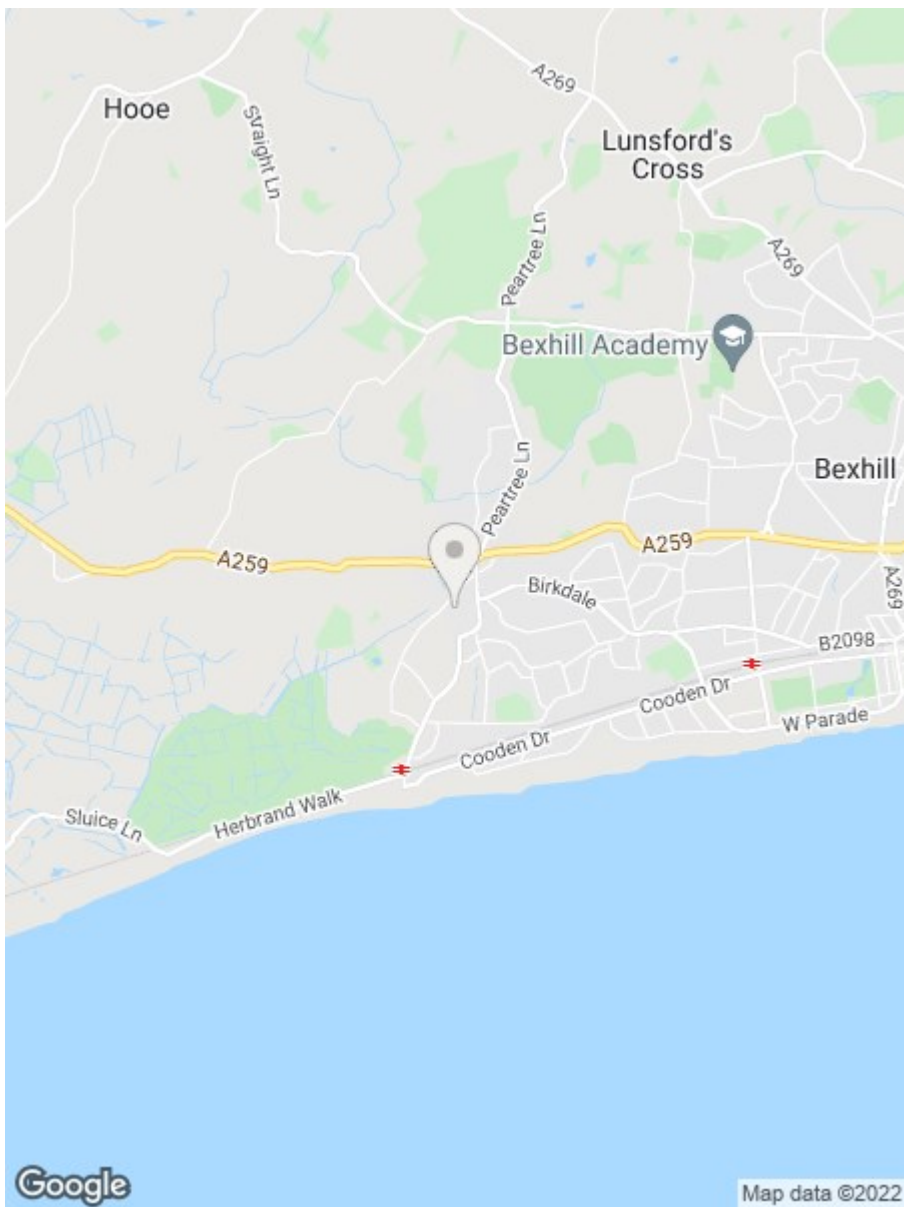 A269
Hooe
Straight Ln
Lunsford's
Cross
Peartree Ln
A269
Bexhill Academy
Peartree Ln
Bexhill
A259
A259
Birkdale
A269
B2098
Cooden Dr
W Parade
Cooden Dr
Herbrand Walk
Sluice Ln
Google
Map data ©2022